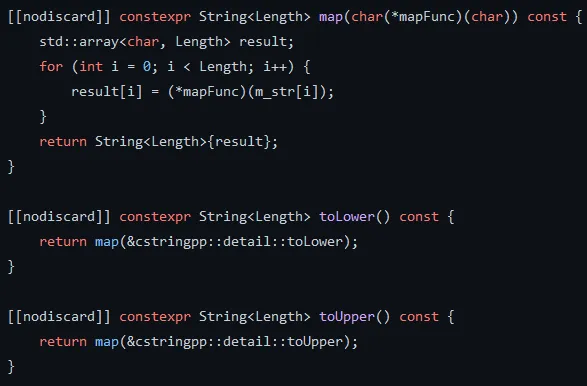 [[nodiscard]] constexpr String<Length> map(char(*mapFunc)(char)) const {
    std::array<char, Length> result;
    for (int i = 0; i < Length; i++) {
        result[i] = (*mapFunc)(m_str[i]);
    }
    return String<Length>{result};
}

[[nodiscard]] constexpr String<Length> toLower() const {
    return map(&cstringpp::detail::toLower);
}

[[nodiscard]] constexpr String<Length> toUpper() const {
    return map(&cstringpp::detail::toUpper);
}